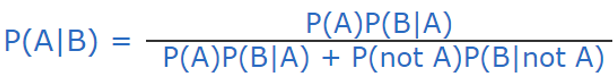 P(A|B) = P(A)P(B|A)
P(A)P(B|A) + P(not A)P(B|not A)